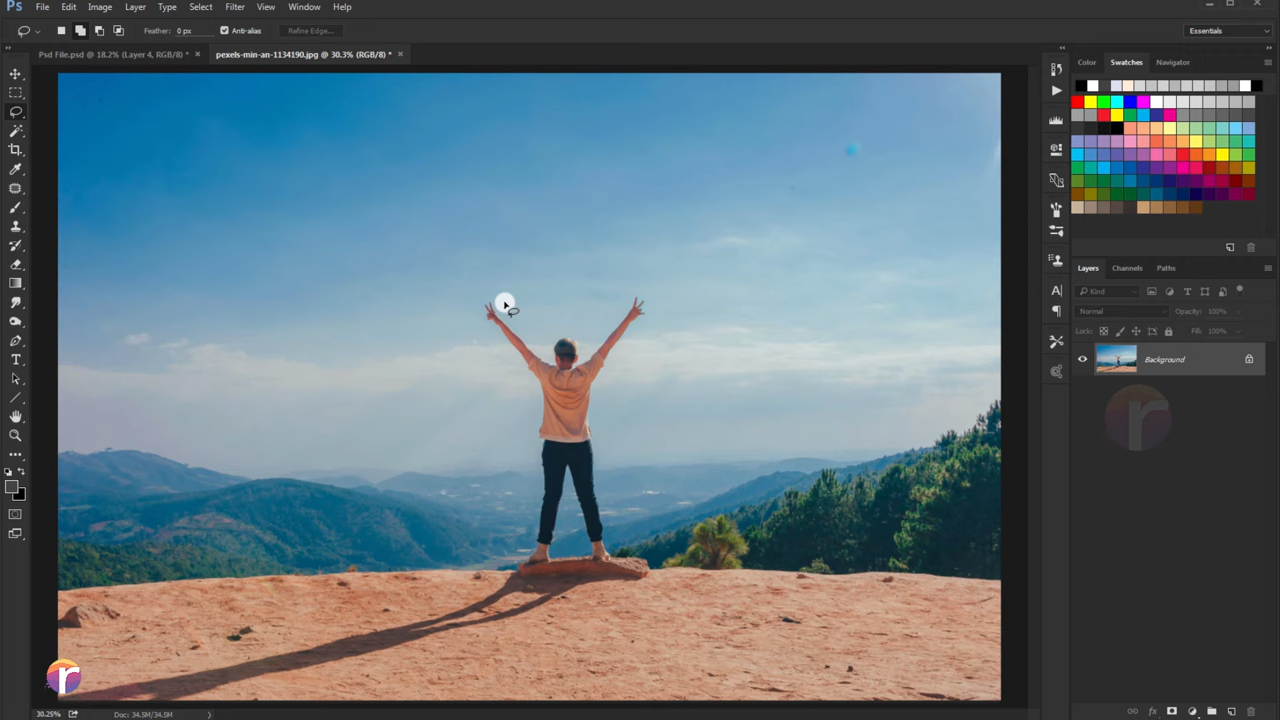 Ps File Edit Image Layer Type Select Filter View Window Help
Feather: 0 px Anti-alias Refine Edge... Essentials
Psd File.psd @ 18.2% (Layer 4, RGB/8) * × pexels-min-an-1134190.jpg @ 30.3% (RGB/8) * ×
Color Swatches Navigator
Layers Channels Paths
Kind
Normal Opacity: 100%
Lock: Fill: 100%
Background
r
r
30.25% Doc: 34.5M/34.5M